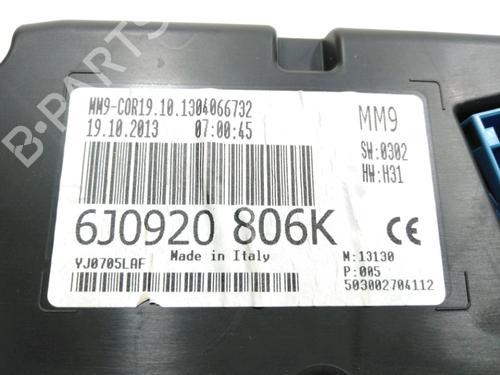 B-PARTS
MM9-COR19.10.1304066732
19.10.2013 07:00:45
MM9
SW:0302
HW:H31
6J0920 806K
CE
Made in Italy
YJ0705LAF
M:13130
P:005
503002704112